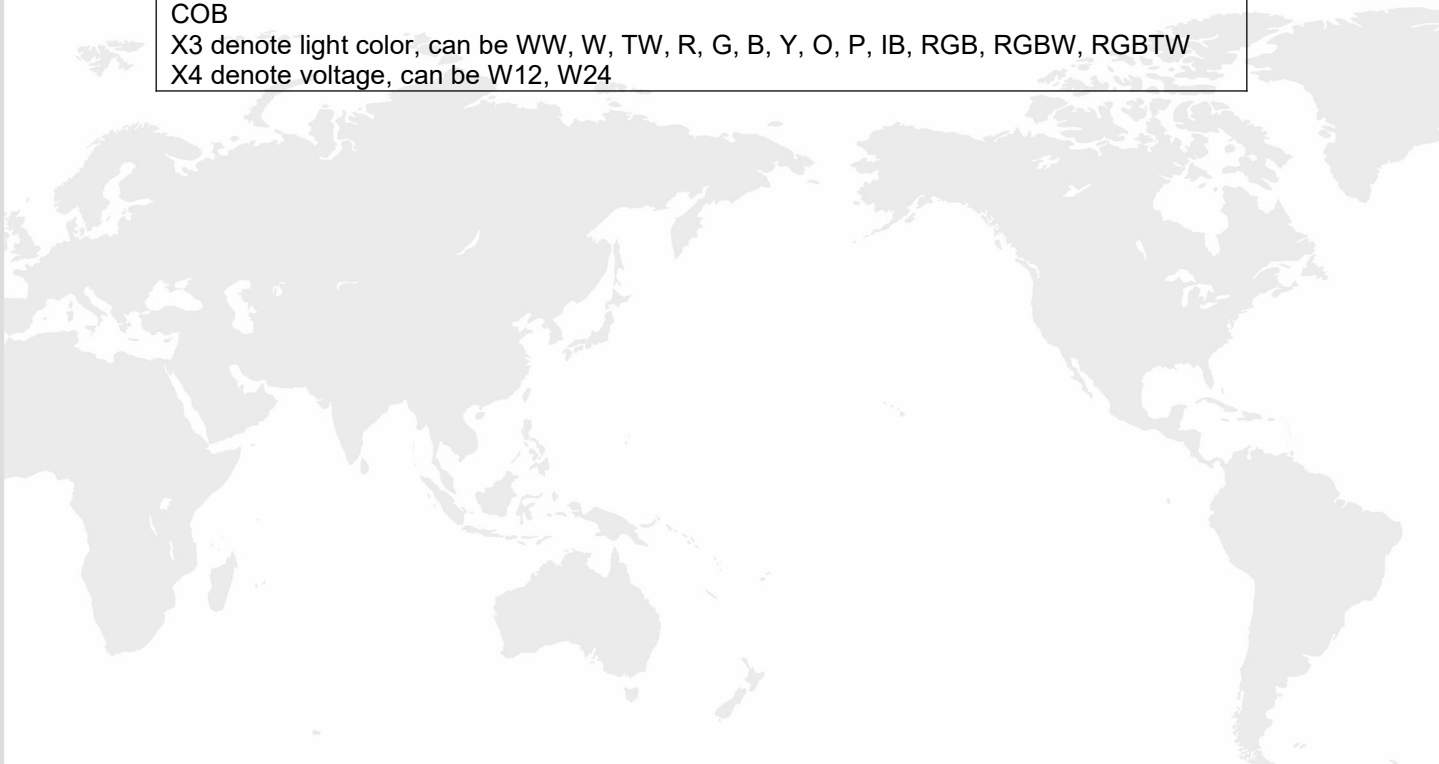 COB
X3 denote light color, can be WW, W, TW, R, G, B, Y, O, P, IB, RGB, RGBW, RGBTW
X4 denote voltage, can be W12, W24